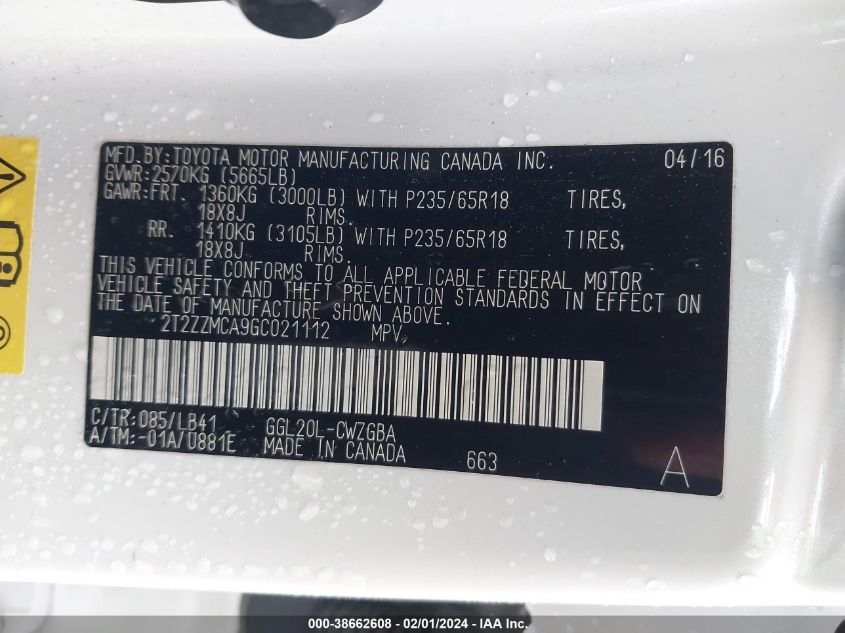 MFD.BY:TOYOTA MOTOR MANUFACTURING CANADA INC. 04/16
GVWR:2570KG (5665LB)
GAWR:FRT. 1360KG (3000LB) WITH P235/65R18 TIRES,
18X8J RIMS.
RR. 1410KG (3105LB) WITH P235/65R18 TIRES,
18X8J RIMS.
THIS VEHICLE CONFORMS TO ALL APPLICABLE FEDERAL MOTOR
VEHICLE SAFETY AND THEFT PREVENTION STANDARDS IN EFFECT ON
THE DATE OF MANUFACTURE SHOWN ABOVE.
2T2ZZMCA9GC021112 MPV
C/TR:085/LB41 GGL20L-CWZGBA
A/TM:-01A/U881E MADE IN CANADA 663 A
000-38662608 - 02/01/2024 - IAA Inc.